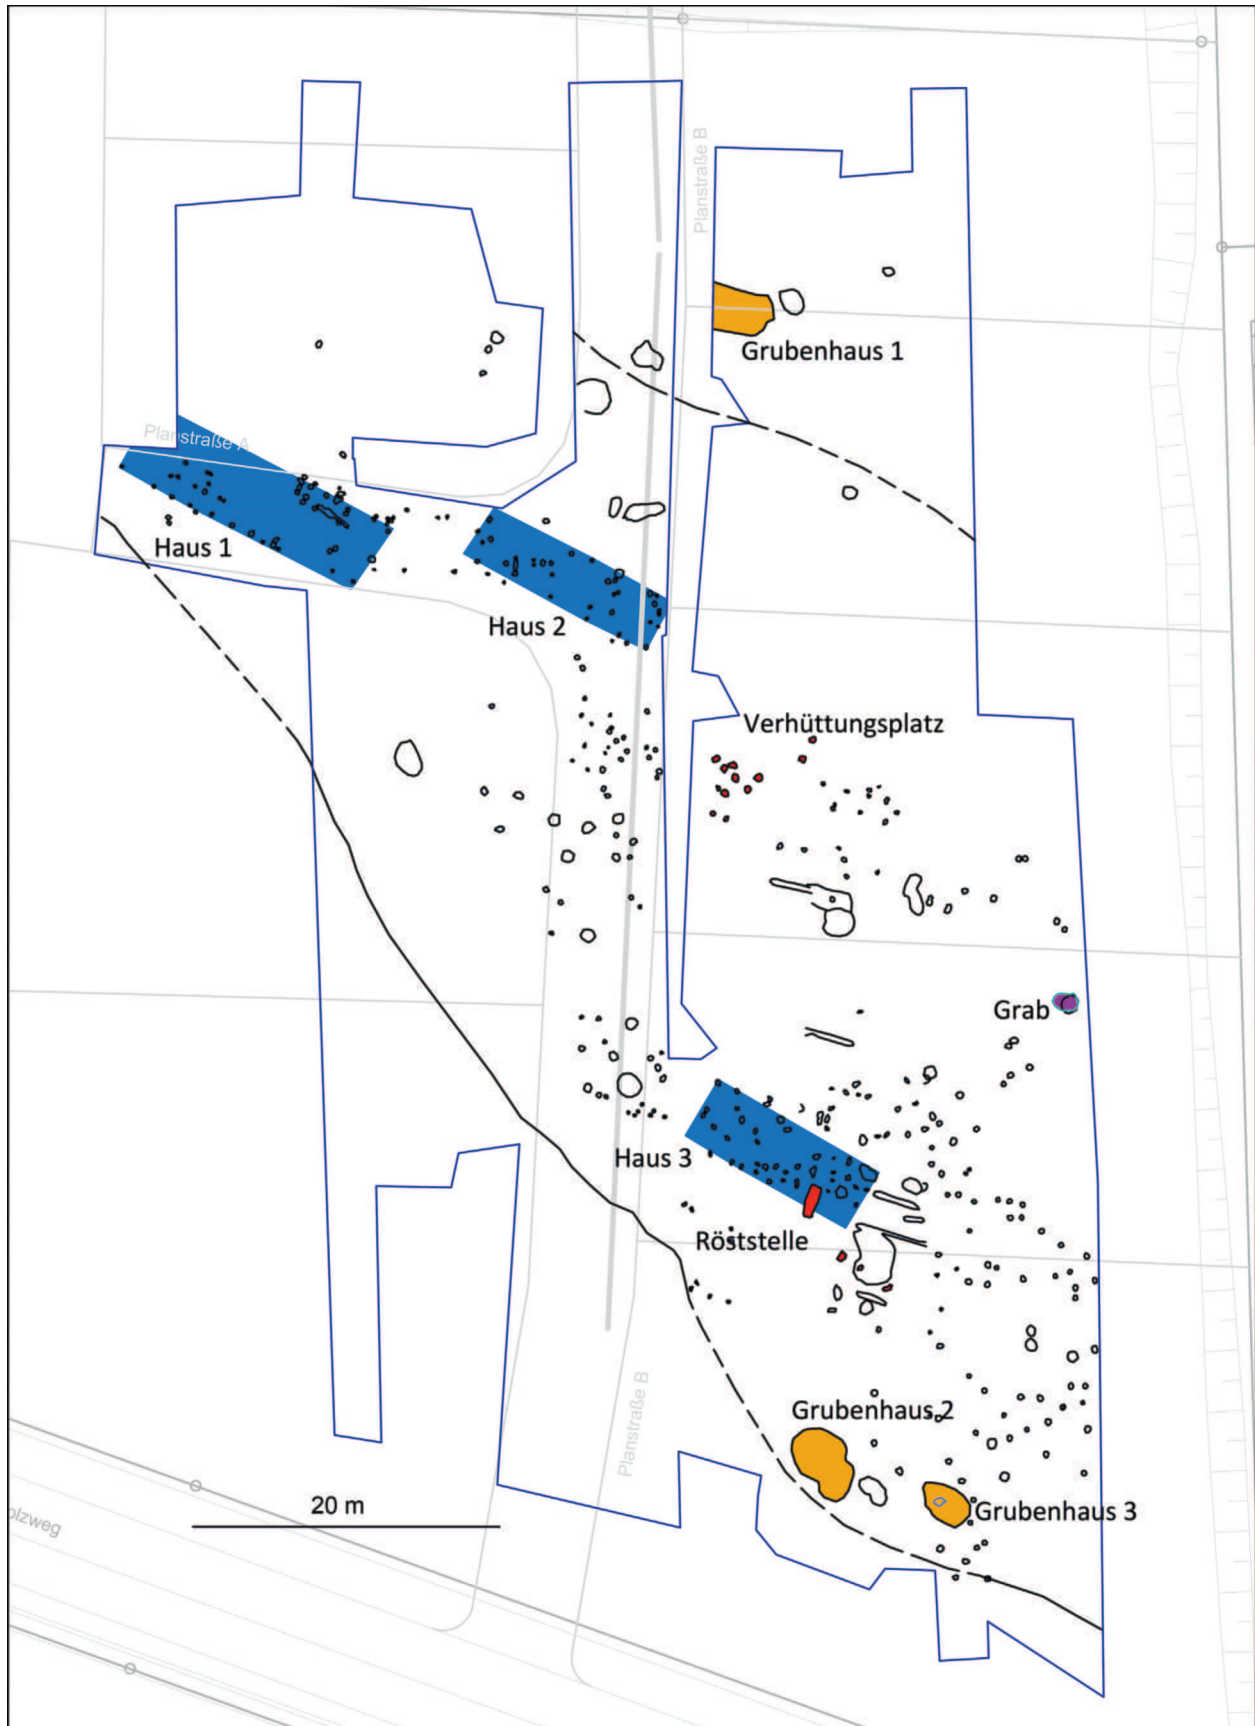 Planstraße B
Grubenhaus 1
Planstraße A
Haus 1
Haus 2
Verhüttungsplatz
Grab
Haus 3
Röststelle
Planstraße B
Grubenhaus 2
20 m
Grubenhaus 3
olzweg